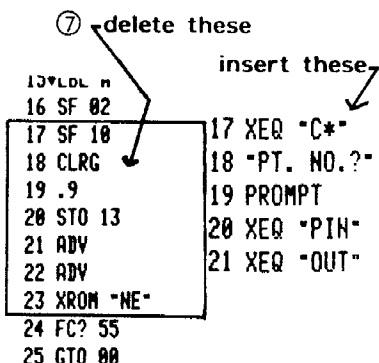 ⑦ delete these
insert these
15♦LBL A
16 SF 02
17 SF 10
18 CLRG
19 .9
20 STO 13
21 ADV
22 ADV
23 XROM "NE"
24 FC? 55
25 GTO 00
17 XEQ "C*"
18 "PT. NO.?"
19 PROMPT
20 XEQ "PIN"
21 XEQ "OUT"